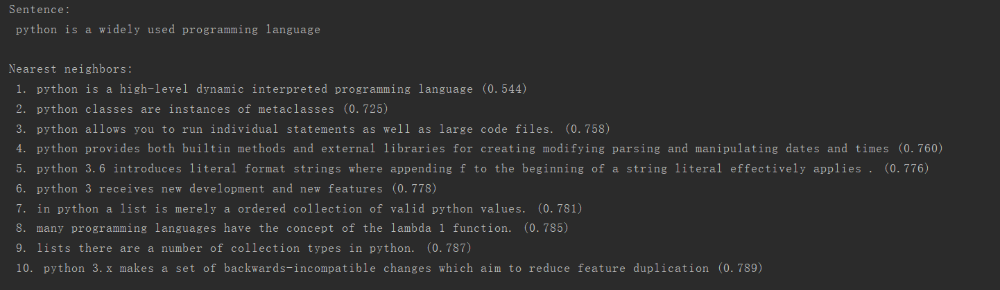 Sentence:
python is a widely used programming language
Nearest neighbors:
1. python is a high-level dynamic interpreted programming language (0.544)
2. python classes are instances of metaclasses (0.725)
3. python allows you to run individual statements as well as large code files. (0.758)
4. python provides both builtin methods and external libraries for creating modifying parsing and manipulating dates and times (0.760)
5. python 3.6 introduces literal format strings where appending f to the beginning of a string literal effectively applies . (0.776)
6. python 3 receives new development and new features (0.778)
7. in python a list is merely a ordered collection of valid python values. (0.781)
8. many programming languages have the concept of the lambda 1 function. (0.785)
9. lists there are a number of collection types in python. (0.787)
10. python 3.x makes a set of backwards-incompatible changes which aim to reduce feature duplication (0.789)